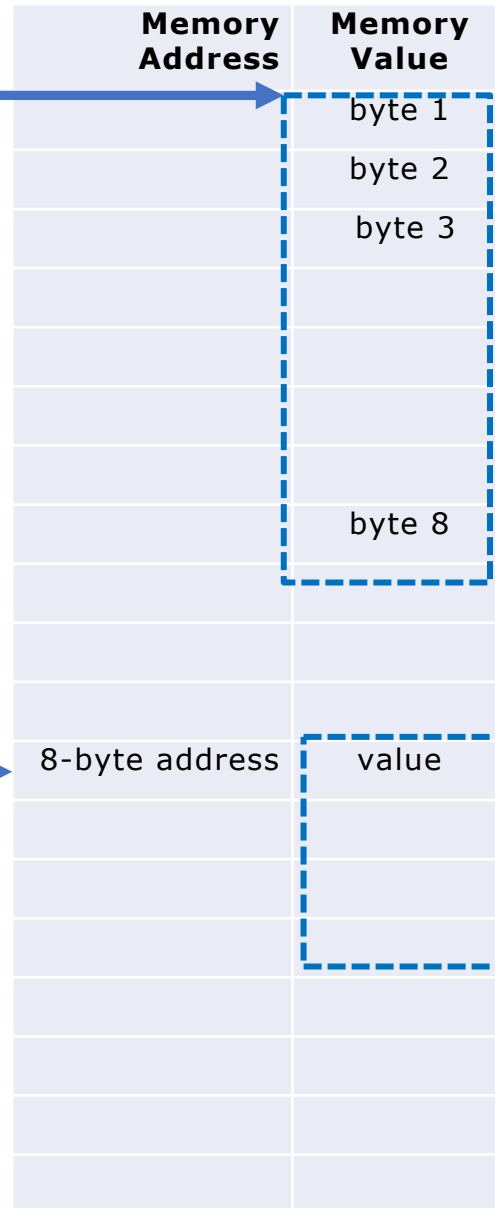 Memory Address Memory Value
byte 1
byte 2
byte 3
byte 8
8-byte address value